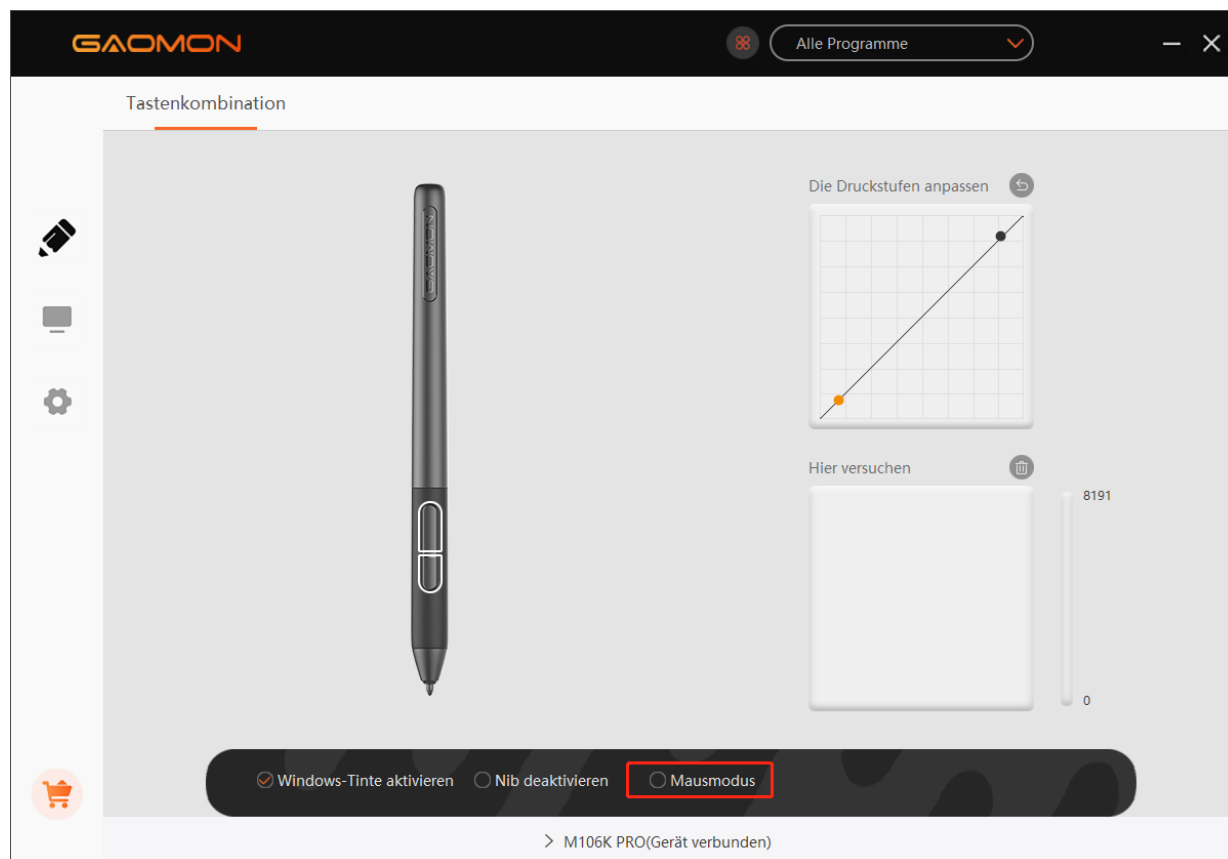 GAOMON
Alle Programme
Tastenkombination
Die Druckstufen anpassen
GAOMON
Hier versuchen
8191
0
Windows-Tinte aktivieren
Nib deaktivieren
Mausmodus
M106K PRO(Gerät verbunden)